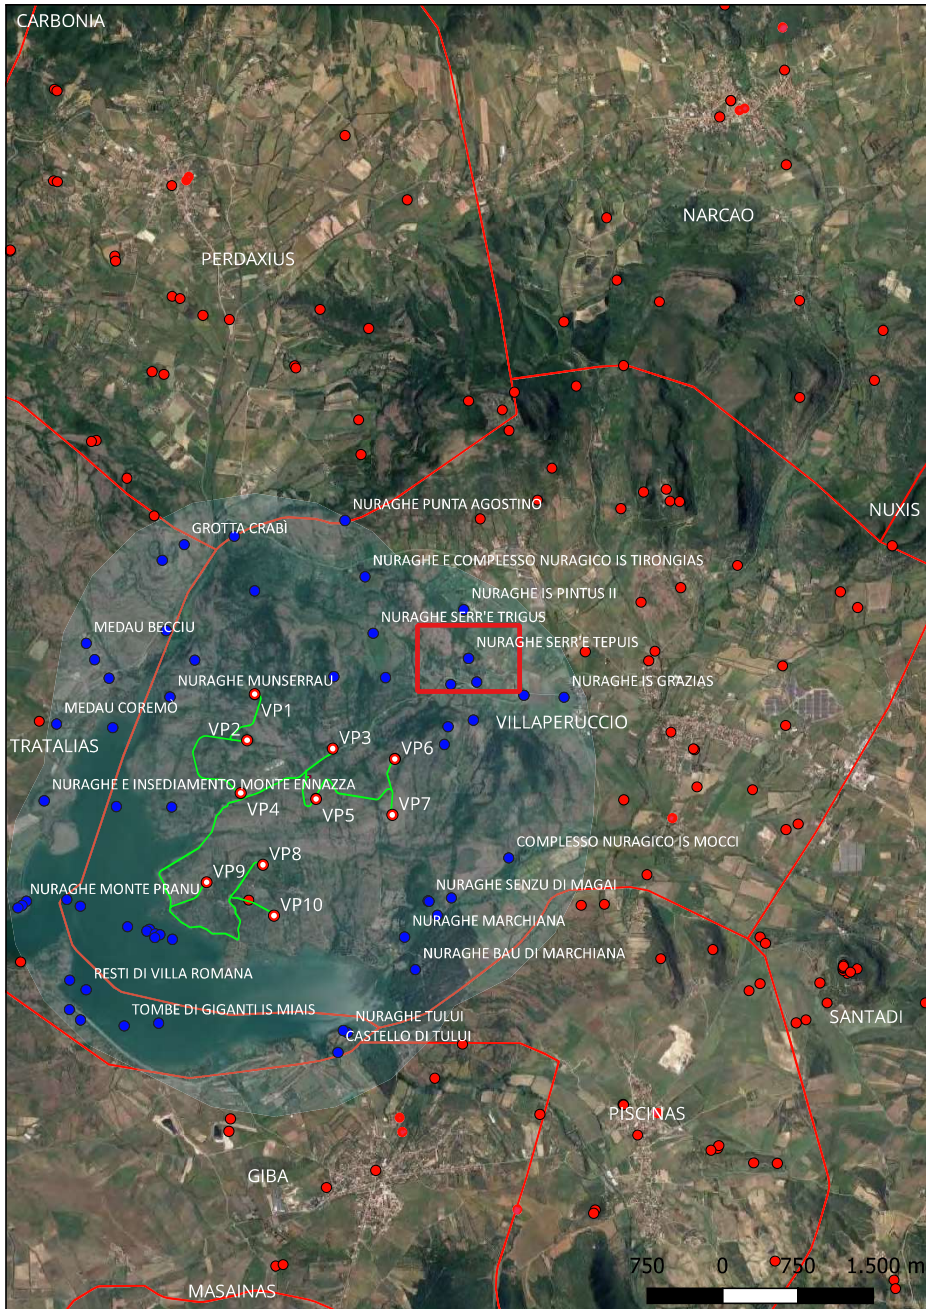 CARBONIA
NARCAO
PERDAXIUS
NURAGHE PUNTA AGOSTINO
NUXIS
GROTTA CRABÌ
NURAGHE E COMPLESSO NURAGICO IS TIRONGIAS
NURAGHE IS PINTUS II
NURAGHE SERR'E TRIGUS
MEDAU BECCIU
NURAGHE SERR'E TEPUIS
NURAGHE MUNSERRAU
NURAGHE IS GRAZIAS
MEDAU COREMÒ
VP1
VILLAPERUCCIO
VP2
VP3
TRATALIAS
VP6
NURAGHE E INSEDIAMENTO MONTE ENNAZZA
VP4
VP5
VP7
COMPLESSO NURAGICO IS MOCCI
VP8
VP9
NURAGHE MONTE PRANU
NURAGHE SENZU DI MAGAI
VP10
NURAGHE MARCHIANA
NURAGHE BAU DI MARCHIANA
RESTI DI VILLA ROMANA
TOMBE DI GIGANTI IS MIAIS
NURAGHE TULUI
SANTADI
CASTELLO DI TULUI
PISCINAS
GIBA
750 0 750 1.500 m
MASAINAS